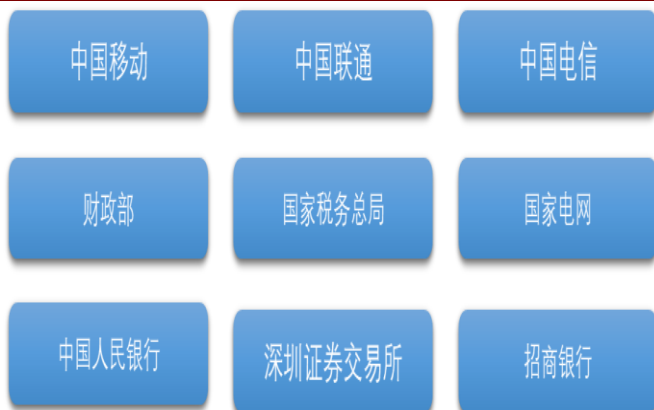 中国移动
中国联通
中国电信
财政部
国家税务总局
国家电网
中国人民银行
深圳证券交易所
招商银行